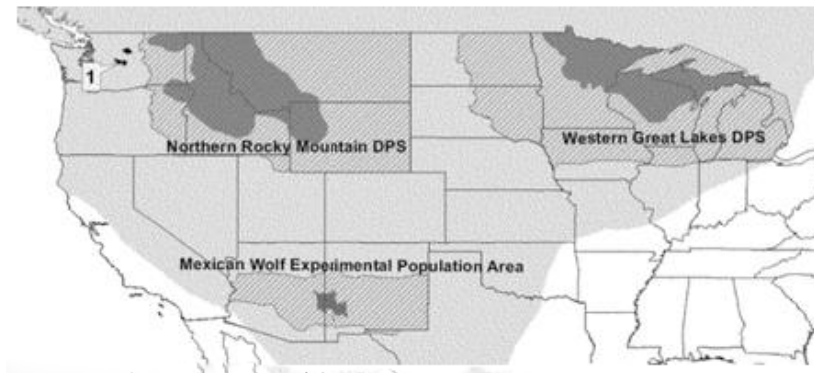 1
Northern Rocky Mountain DPS
Western Great Lakes DPS
Mexican Wolf Experimental Population Area